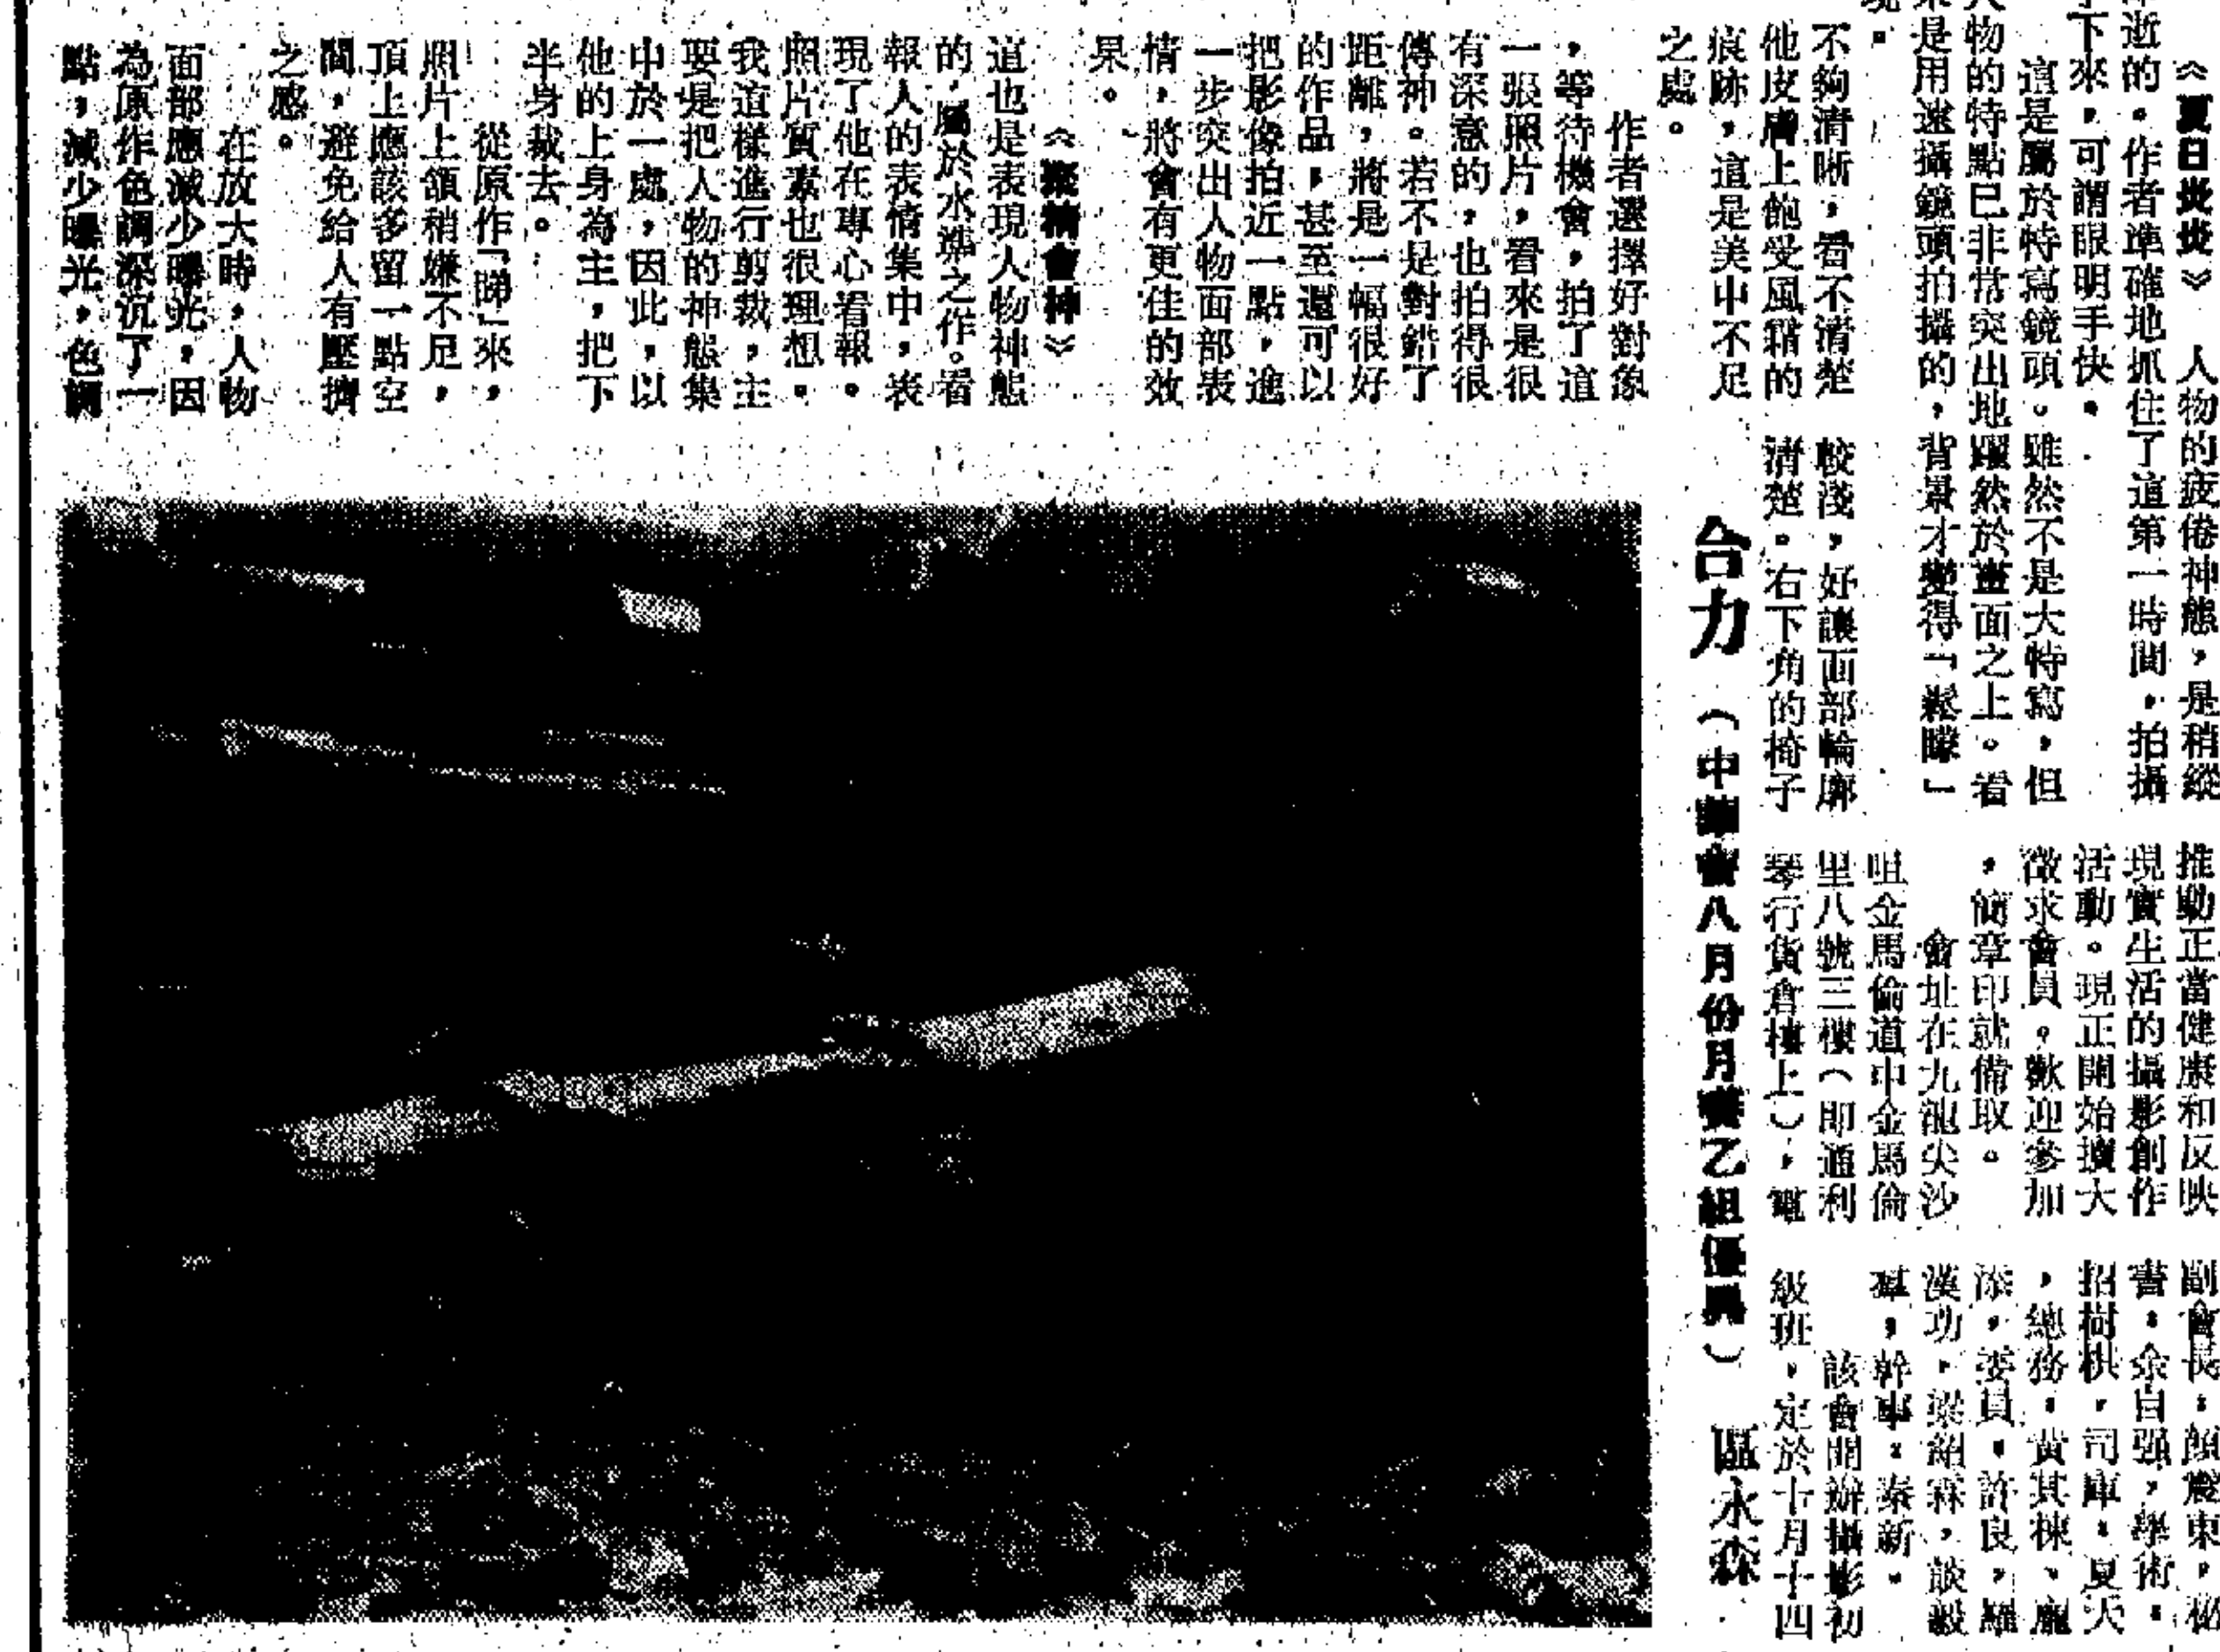 《夏日炎炎》 人物的疲倦神態,是稍縱
逝的。作者準確地抓住了這第一時間,拍攝
下來,可謂眼明手快。
這是屬於特寫鏡頭。雖然不是大特寫,但
人物的特點已非常突出地躍然於畫面之上。看
來是用速攝鏡頭拍攝的,背景才變得「鬆矇」
不夠清晰,看不清楚
他皮膚上飽受風霜的
痕跡,這是美中不足
之處。
作者選擇好對象
,等待機會,拍了這
一張照片,看來是很
有深意的,也拍得很
傳神。若不是對錯了
距離,將是一幅很好
的作品,甚至還可以
把影像拍近一點,進
一步突出人物面部表
情,將會有更佳的效
果。
《聚精會神》
這也是表現人物神態
的,屬於水準之作。看
報人的表情集中,表
現了他在專心看報。
照片質素也很理想。
我這樣進行剪裁,主
要是把人物的神態集
中於一處,因此,以
他的上身為主,把下
半身裁去。
從原作「睇」來,
照片上頷稍嫌不足,
頂上應該多留一點空
間,避免給人有壓擠
之感。
在放大時,人物
面部應減少曝光,因
為原作色調深沉了一
點,減少曝光,色調
較淺,好讓面部輪廓
清楚。右下角的椅子
合力(中華會八月份月賽乙組優異) 區永森
推動正當健康和反映
現實生活的攝影創作
活動。現正開始擴大
徵求會員。歡迎參加
,簡章印就備取。
會址在九龍尖沙
咀金馬倫道中金馬倫
里八號三樓(即通利
琴行貨倉樓上),電
副會長:顏震東,秘
書:余自强,學術:
招樹棋,司庫:夏天
,總務:黃其棟、龐
添,委員:許良,羅
漢功,梁紹霖,談毅
羣,幹事:秦新。
該會開辦攝影初
級班,定於十月十四